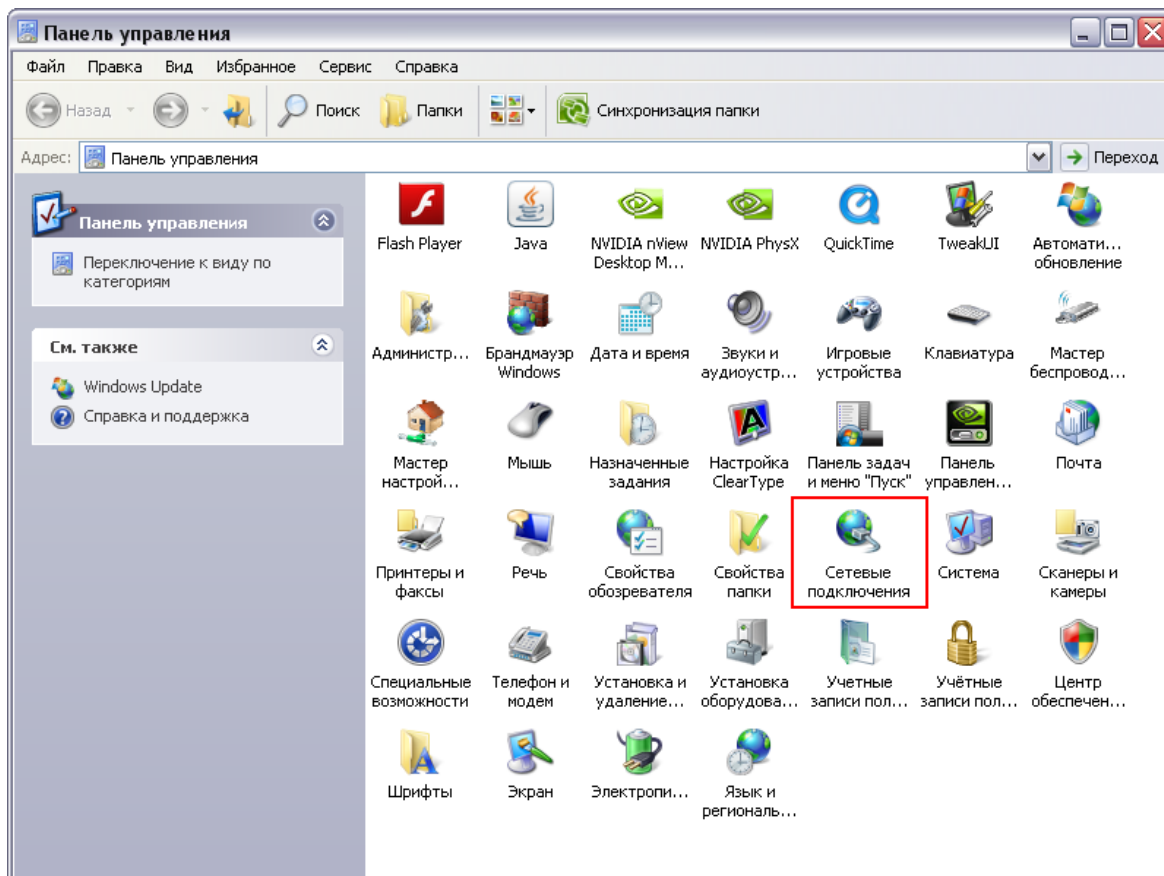 Панель управления
Файл Правка Вид Избранное Сервис Справка
Назад Поиск Папки Синхронизация папки
Адрес: Панель управления Переход
Панель управления
Переключение к виду по
категориям
См. также
Windows Update
Справка и поддержка
Flash Player Java NVIDIA nView NVIDIA PhysX QuickTime TweakUI Автомати...
Desktop M... обновление
Администр... Брандмауэр Дата и время Звуки и Игровые Клавиатура Мастер
Windows аудиоустр... устройства беспровод...
Мастер Мышь Назначенные Настройка Панель задач Панель Почта
настрой... задания ClearType и меню "Пуск" управлен...
Принтеры и Речь Свойства Свойства Сетевые Система Сканеры и
факсы обозревателя папки подключения камеры
Специальные Телефон и Установка и Установка Учетные Учётные Центр
возможности модем удаление... оборудова... записи пол... записи пол... обеспечен...
Шрифты Экран Электропи... Язык и
региональ...